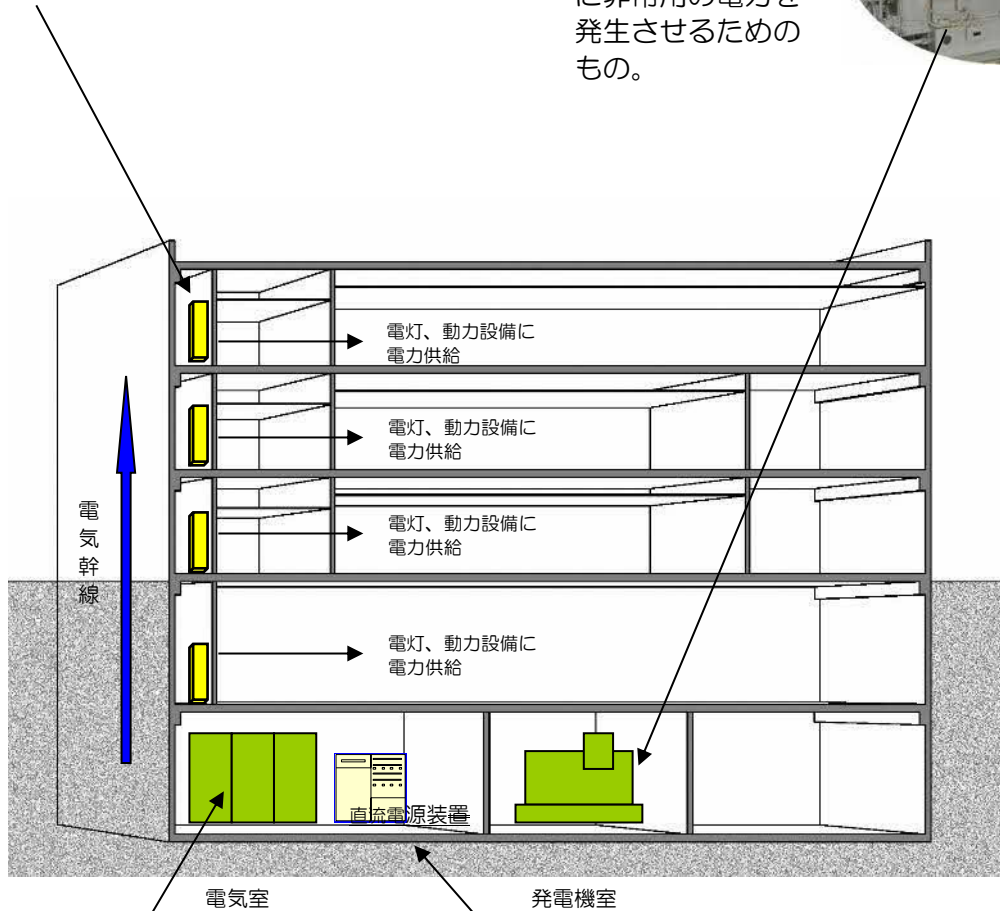 に非常用の電力を
発生させるための
もの。
電灯、動力設備に
電力供給
電灯、動力設備に
電力供給
電灯、動力設備に
電力供給
電気幹線
電灯、動力設備に
電力供給
直流電源装置
電気室
発電機室